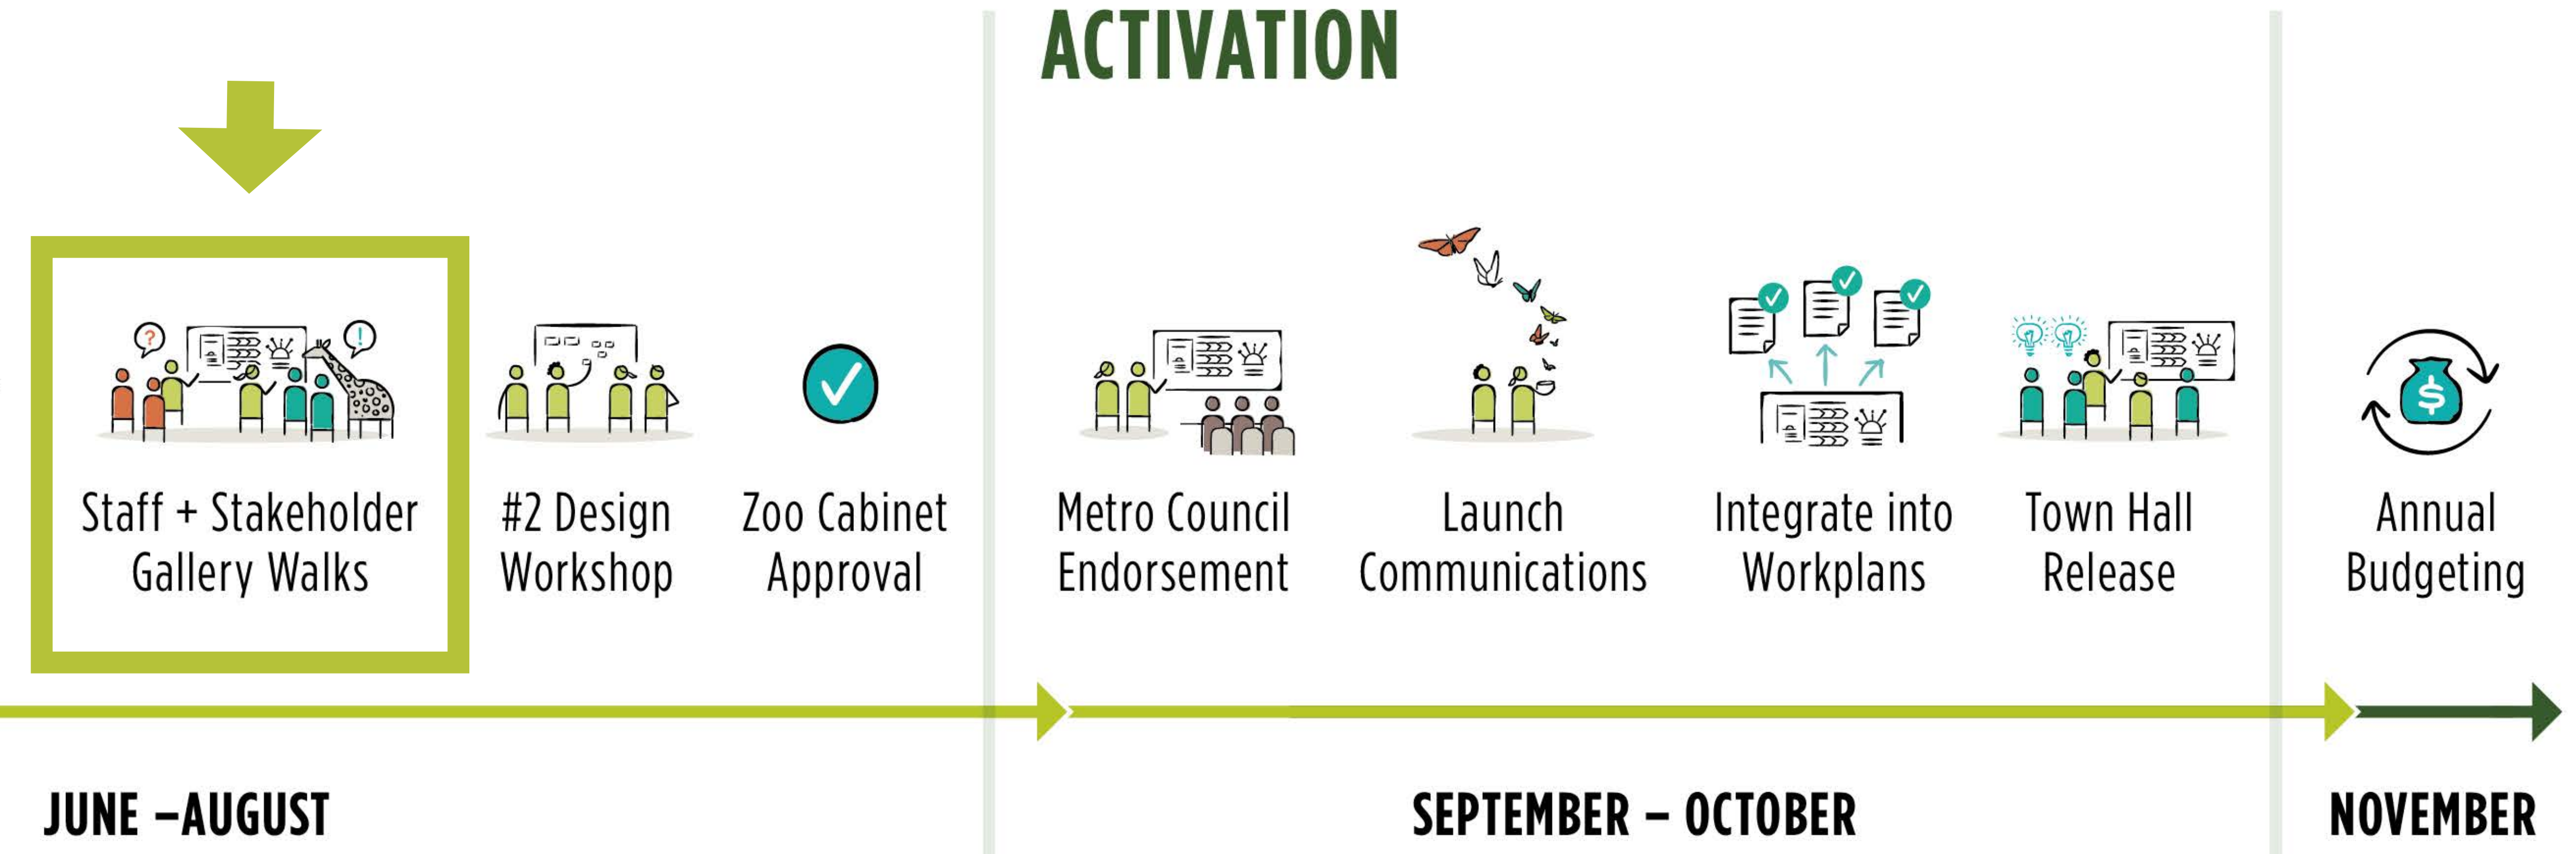 ACTIVATION
?
!
Staff + Stakeholder
Gallery Walks
#2 Design
Workshop
Zoo Cabinet
Approval
Metro Council
Endorsement
Launch
Communications
Integrate into
Workplans
Town Hall
Release
$
Annual
Budgeting
JUNE –AUGUST
SEPTEMBER – OCTOBER
NOVEMBER